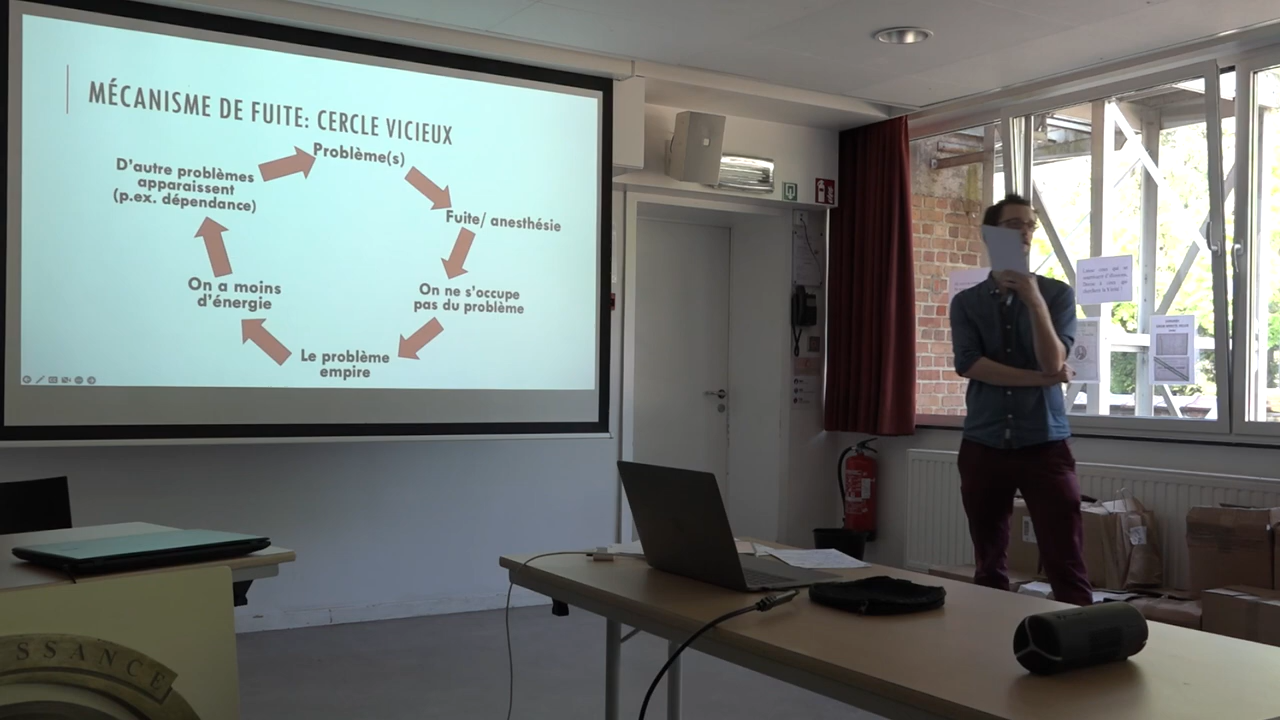 MÉCANISME DE FUITE: CERCLE VICIEUX
Problème(s)
Fuite/ anesthésie
On ne s'occupe
pas du problème
Le problème
empire
On a moins
d'énergie
D'autre problèmes
apparaissent
(p.ex. dépendance)
SSANCE